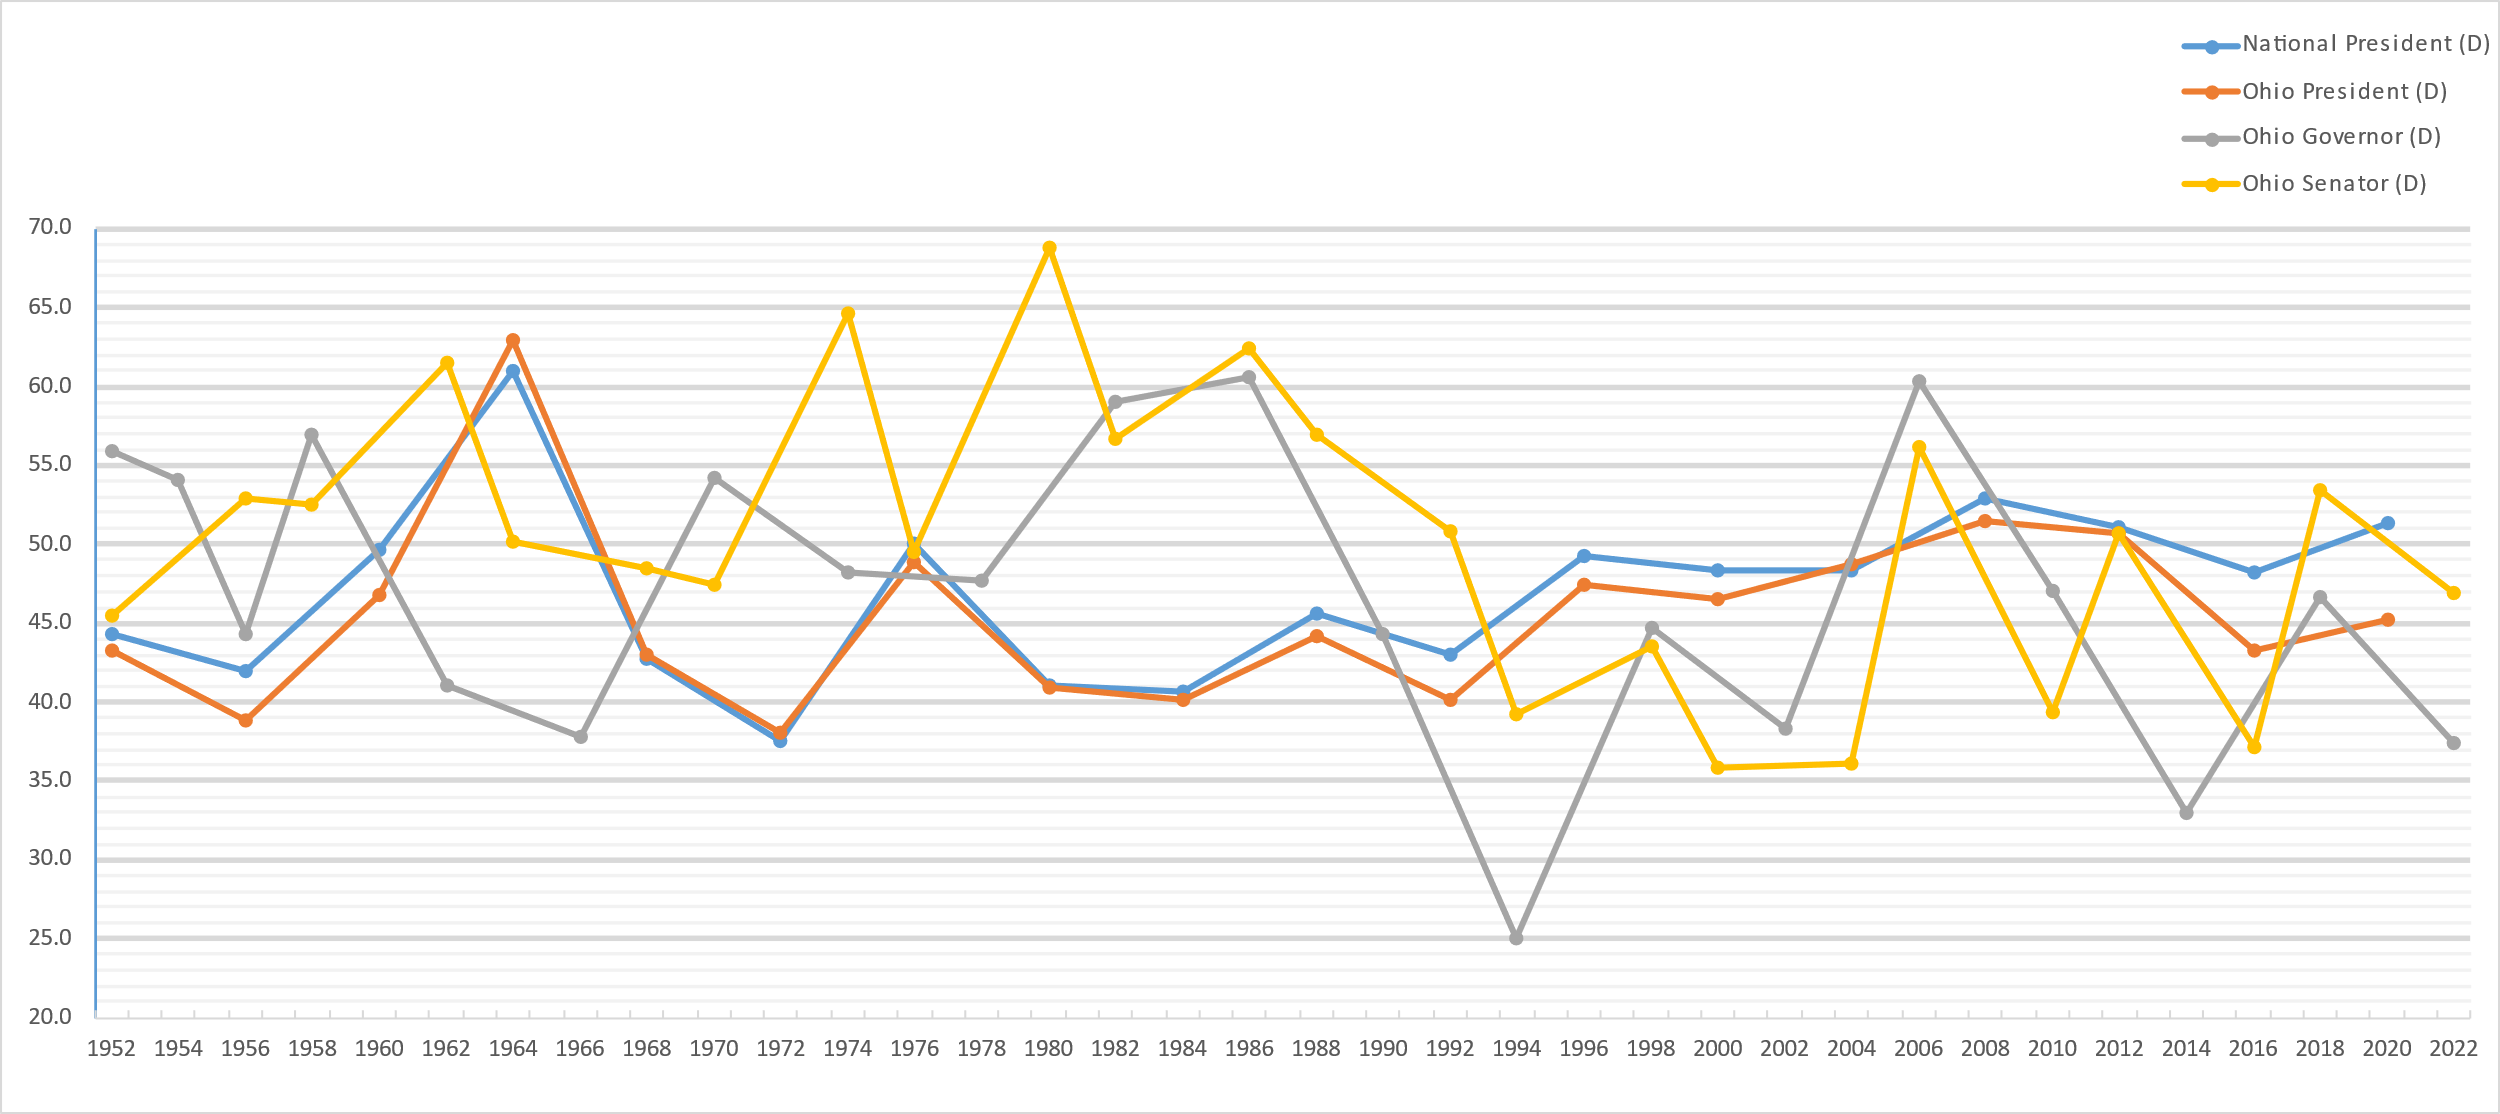 National President (D)
Ohio President (D)
Ohio Governor (D)
Ohio Senator (D)
70.0
65.0
60.0
55.0
50.0
45.0
40.0
35.0
30.0
25.0
20.0
1952 1954 1956 1958 1960 1962 1964 1966 1968 1970 1972 1974 1976 1978 1980 1982 1984 1986 1988 1990 1992 1994 1996 1998 2000 2002 2004 2006 2008 2010 2012 2014 2016 2018 2020 2022